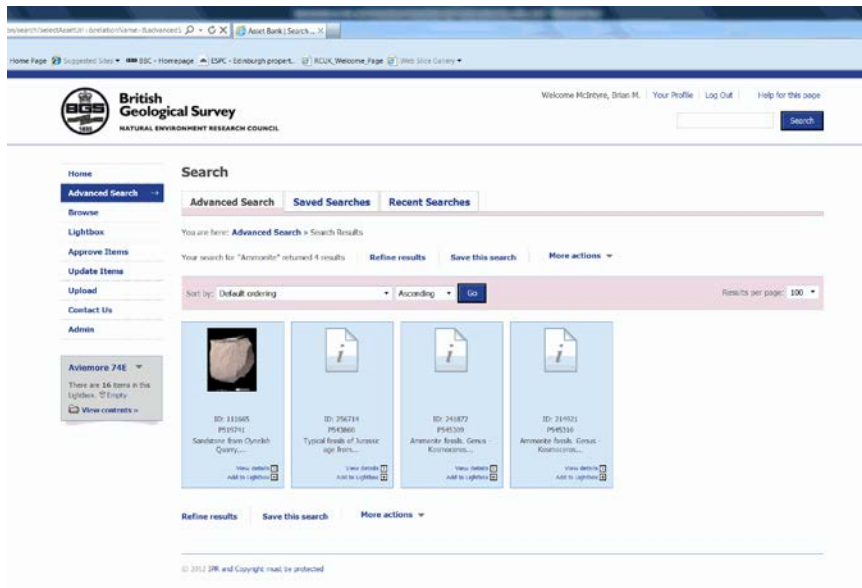 Asset Bank | Search ...
Home Page Suggested Sites BBC - Homepage ESPC - Edinburgh propert... RCUK_Welcome_Page Web Slice Gallery
BGS
1835
British
Geological Survey
NATURAL ENVIRONMENT RESEARCH COUNCIL
Welcome McIntyre, Brian M. Your Profile Log Out Help for this page
Search
Home
Advanced Search
Browse
Lightbox
Approve Items
Update Items
Upload
Contact Us
Admin
Aviemore 74E
There are 16 items in this
lightbox. Empty
View contents »
Search
Advanced Search Saved Searches Recent Searches
You are here: Advanced Search » Search Results
Your search for "Ammonite" returned 4 results Refine results Save this search More actions
Sort by: Default ordering Ascending Go Results per page: 100
ID: 111665
P519741
Sandstone from Clynelish
Quarry,...
View details
Add to Lightbox
ID: 256714
P543860
Typical fossils of Jurassic
age from...
View details
Add to Lightbox
ID: 241872
P545309
Ammonite fossils. Genus -
Kosmoceras...
View details
Add to Lightbox
ID: 214921
P545310
Ammonite fossils. Genus -
Kosmoceras...
View details
Add to Lightbox
Refine results Save this search More actions
© 2012 IPR and Copyright must be protected